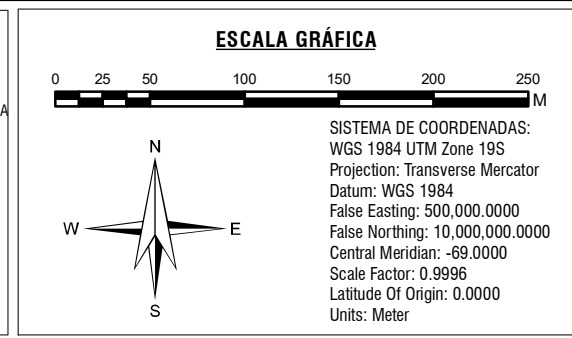 ESCALA GRÁFICA
0 25 50 100 150 200 250
M
A
SISTEMA DE COORDENADAS:
WGS 1984 UTM Zone 19S
Projection: Transverse Mercator
Datum: WGS 1984
False Easting: 500,000.0000
False Northing: 10,000,000.0000
Central Meridian: -69.0000
Scale Factor: 0.9996
Latitude Of Origin: 0.0000
Units: Meter
N
W E
S